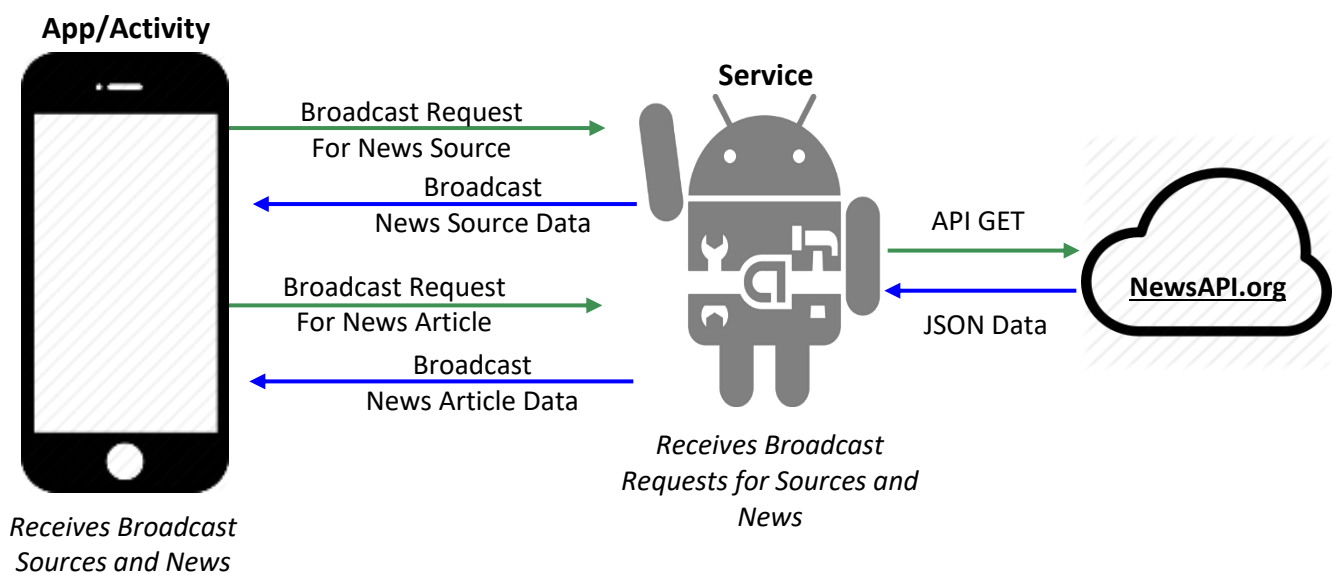 App/Activity
Broadcast Request
For News Source
Broadcast
News Source Data
Broadcast Request
For News Article
Broadcast
News Article Data
Receives Broadcast
Sources and News
Service
Receives Broadcast
Requests for Sources and
News
API GET
JSON Data
NewsAPI.org